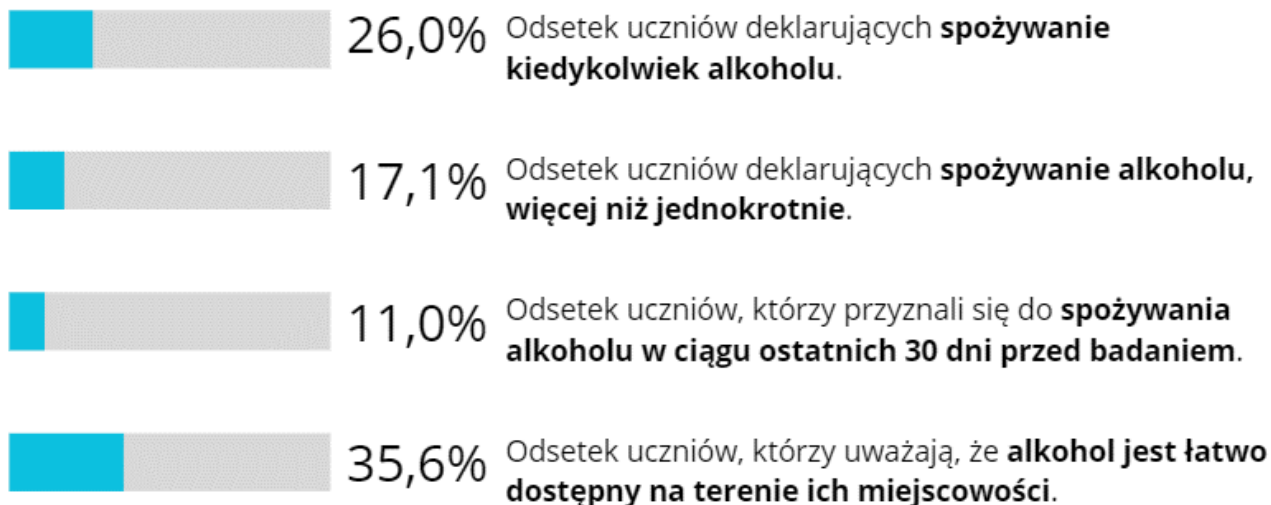 26,0% Odsetek uczniów deklarujących spożywanie
kiedykolwiek alkoholu.
17,1% Odsetek uczniów deklarujących spożywanie alkoholu,
więcej niż jednokrotnie.
11,0% Odsetek uczniów, którzy przyznali się do spożywania
alkoholu w ciągu ostatnich 30 dni przed badaniem.
35,6% Odsetek uczniów, którzy uważają, że alkohol jest łatwo
dostępny na terenie ich miejscowości.